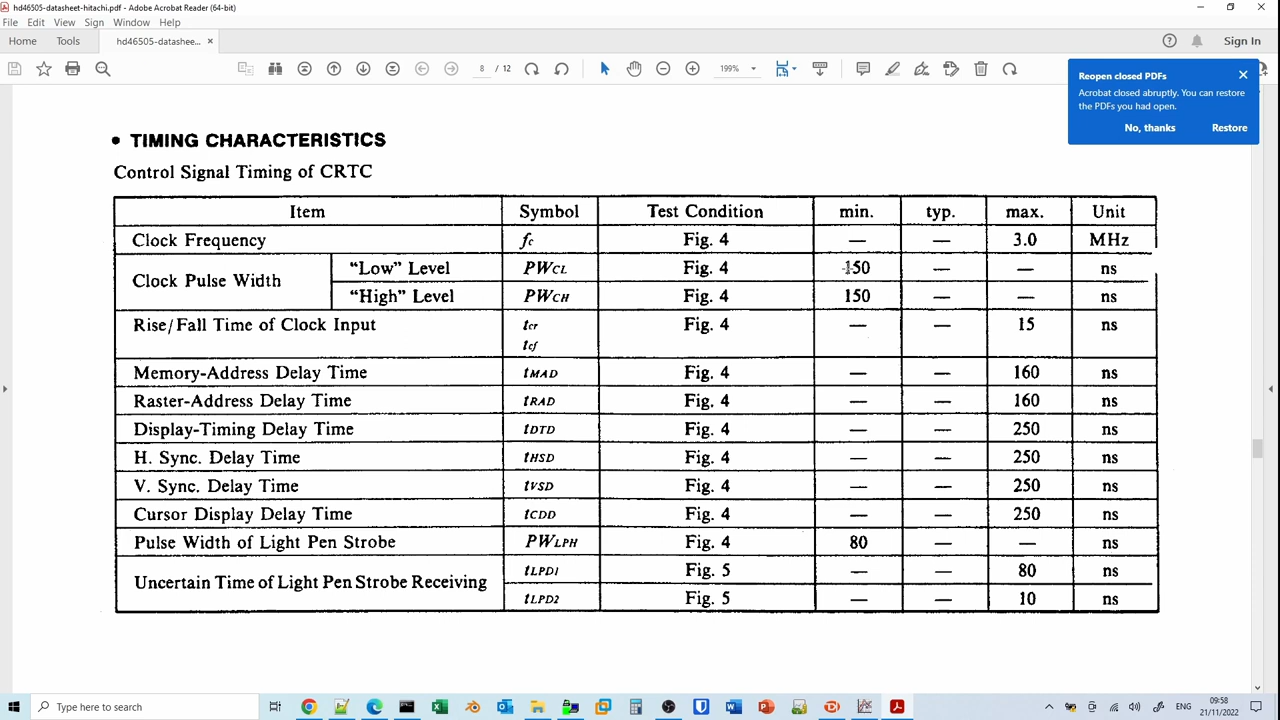 hd46505-datasheet-hitachi.pdf - Adobe Acrobat Reader (64-bit)
File Edit View Sign Window Help
Home Tools hd46505-datashee... × Sign In
8 / 12 199%
Reopen closed PDFs
Acrobat closed abruptly. You can restore
the PDFs you had open.
No, thanks Restore
• TIMING CHARACTERISTICS
Control Signal Timing of CRTC
Item Symbol Test Condition min. typ. max. Unit
Clock Frequency fc Fig. 4 — — 3.0 MHz
Clock Pulse Width "Low" Level PWCL Fig. 4 150 — — ns
"High" Level PWCH Fig. 4 150 — — ns
Rise/Fall Time of Clock Input tcr Fig. 4 — — 15 ns
tcf
Memory-Address Delay Time tMAD Fig. 4 — — 160 ns
Raster-Address Delay Time tRAD Fig. 4 — — 160 ns
Display-Timing Delay Time tDTD Fig. 4 — — 250 ns
H. Sync. Delay Time tHSD Fig. 4 — — 250 ns
V. Sync. Delay Time tVSD Fig. 4 — — 250 ns
Cursor Display Delay Time tCDD Fig. 4 — — 250 ns
Pulse Width of Light Pen Strobe PWLPH Fig. 4 80 — — ns
Uncertain Time of Light Pen Strobe Receiving tLPD1 Fig. 5 — — 80 ns
tLPD2 Fig. 5 — — 10 ns
Type here to search
ENG
09:58
21/11/2022